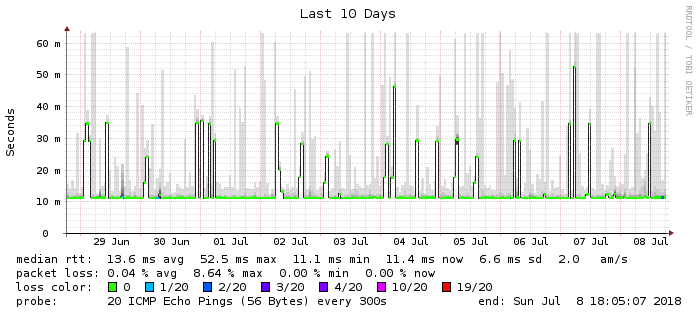 Last 10 Days
RRDTOOL / TOBI OETIKER
Seconds
60 m
50 m
40 m
30 m
20 m
10 m
0
29 Jun 30 Jun 01 Jul 02 Jul 03 Jul 04 Jul 05 Jul 06 Jul 07 Jul 08 Jul
median rtt: 13.6 ms avg 52.5 ms max 11.1 ms min 11.4 ms now 6.6 ms sd 2.0 am/s
packet loss: 0.04 % avg 8.64 % max 0.00 % min 0.00 % now
loss color: 0 1/20 2/20 3/20 4/20 10/20 19/20
probe: 20 ICMP Echo Pings (56 Bytes) every 300s end: Sun Jul 8 18:05:07 2018